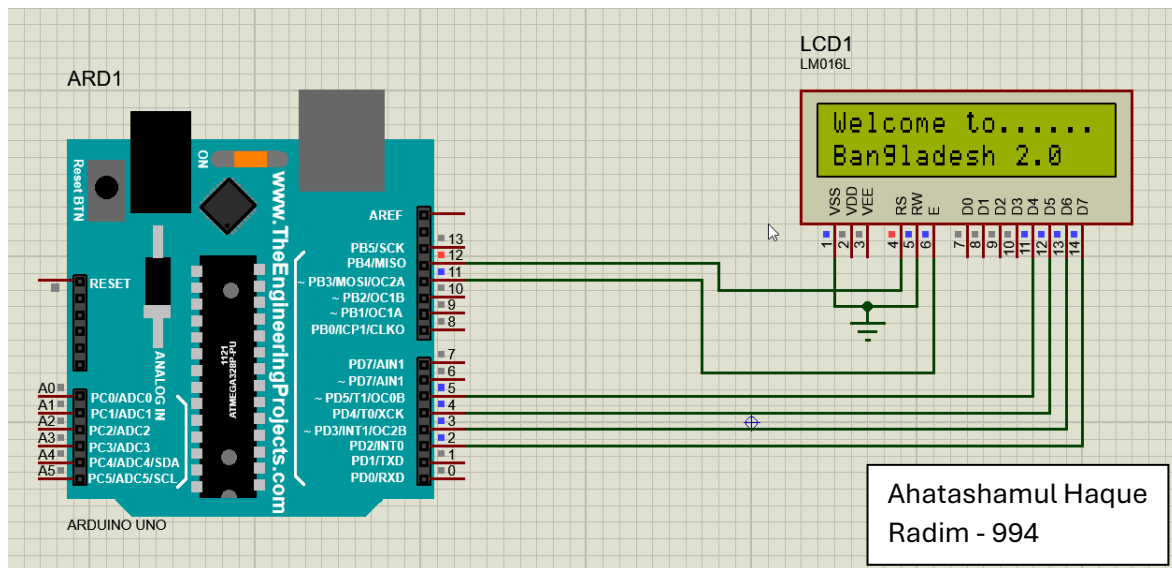 ARD1
LCD1
LM016L
Welcome to......
Bangladesh 2.0
VSS
VDD
VEE
RS
RW
E
D0
D1
D2
D3
D4
D5
D6
D7
1
2
3
4
5
6
7
8
9
10
11
12
13
14
Reset BTN
ON
www.TheEngineeringProjects.com
AREF
PB5/SCK 13
PB4/MISO 12
~ PB3/MOSI/OC2A 11
~ PB2/OC1B 10
~ PB1/OC1A 9
PB0/ICP1/CLKO 8
RESET
1121
ATMEGA328P-PU
ANALOG IN
PD7/AIN1 7
~ PD7/AIN1 6
~ PD5/T1/OC0B 5
PD4/T0/XCK 4
~ PD3/INT1/OC2B 3
PD2/INT0 2
PD1/TXD 1
PD0/RXD 0
A0 PC0/ADC0
A1 PC1/ADC1
A2 PC2/ADC2
A3 PC3/ADC3
A4 PC4/ADC4/SDA
A5 PC5/ADC5/SCL
ARDUINO UNO
Ahatashamul Haque
Radim - 994